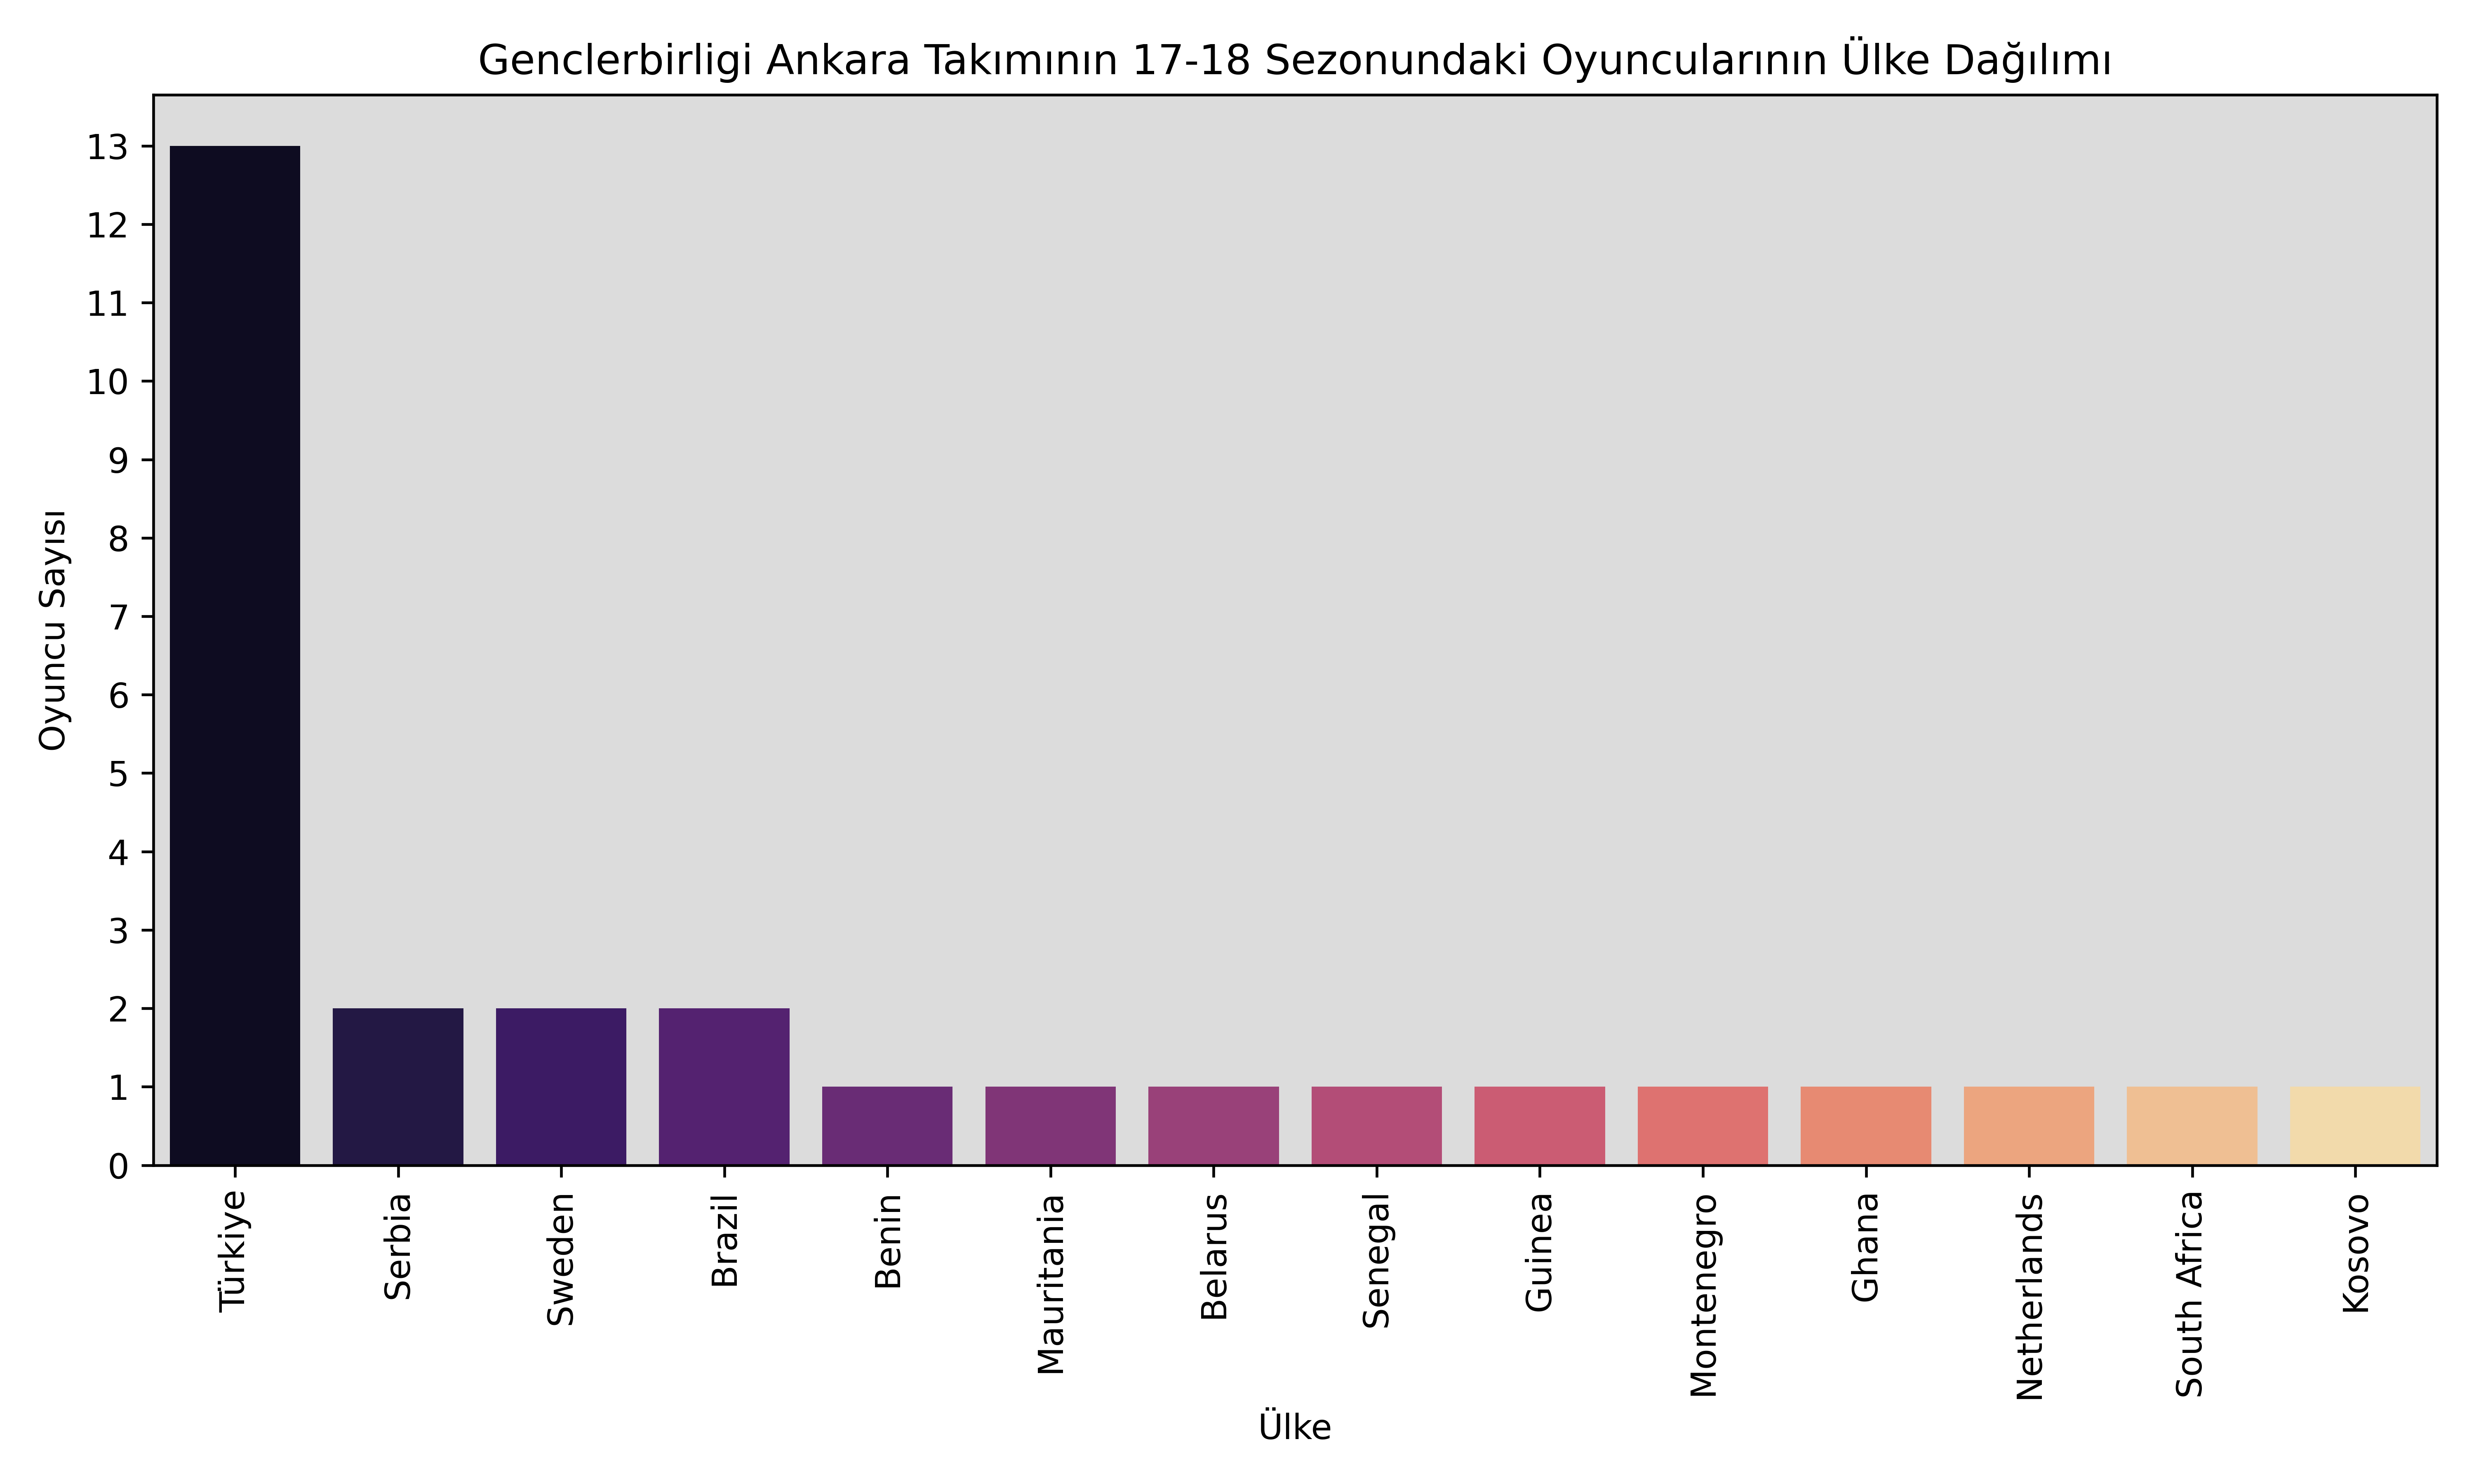 Genclerbirligi Ankara Takımının 17-18 Sezonundaki Oyuncularının Ülke Dağılımı
Oyuncu Sayısı
13
12
11
10
9
8
7
6
5
4
3
2
1
0
Türkiye
Serbia
Sweden
Brazil
Benin
Mauritania
Belarus
Senegal
Guinea
Montenegro
Ghana
Netherlands
South Africa
Kosovo
Ülke